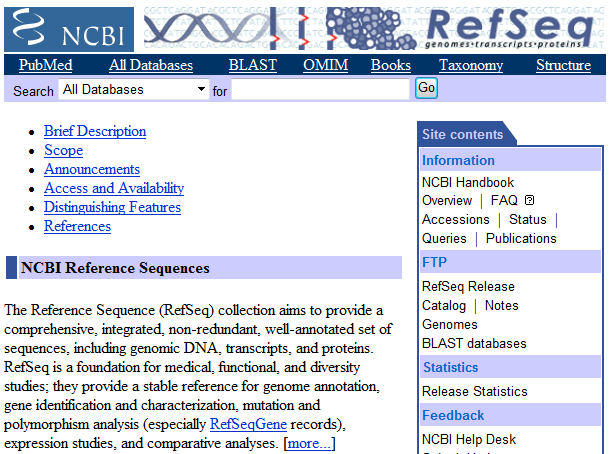 NCBI
RefSeq
genomes·transcripts·proteins
PubMed All Databases BLAST OMIM Books Taxonomy Structure
Search All Databases for Go
Brief Description
Scope
Announcements
Access and Availability
Distinguishing Features
References
NCBI Reference Sequences
The Reference Sequence (RefSeq) collection aims to provide a
comprehensive, integrated, non-redundant, well-annotated set of
sequences, including genomic DNA, transcripts, and proteins.
RefSeq is a foundation for medical, functional, and diversity
studies; they provide a stable reference for genome annotation,
gene identification and characterization, mutation and
polymorphism analysis (especially RefSeqGene records),
expression studies, and comparative analyses. [more...]
Site contents
Information
NCBI Handbook
Overview | FAQ ?
Accessions | Status |
Queries | Publications
FTP
RefSeq Release
Catalog | Notes
Genomes
BLAST databases
Statistics
Release Statistics
Feedback
NCBI Help Desk